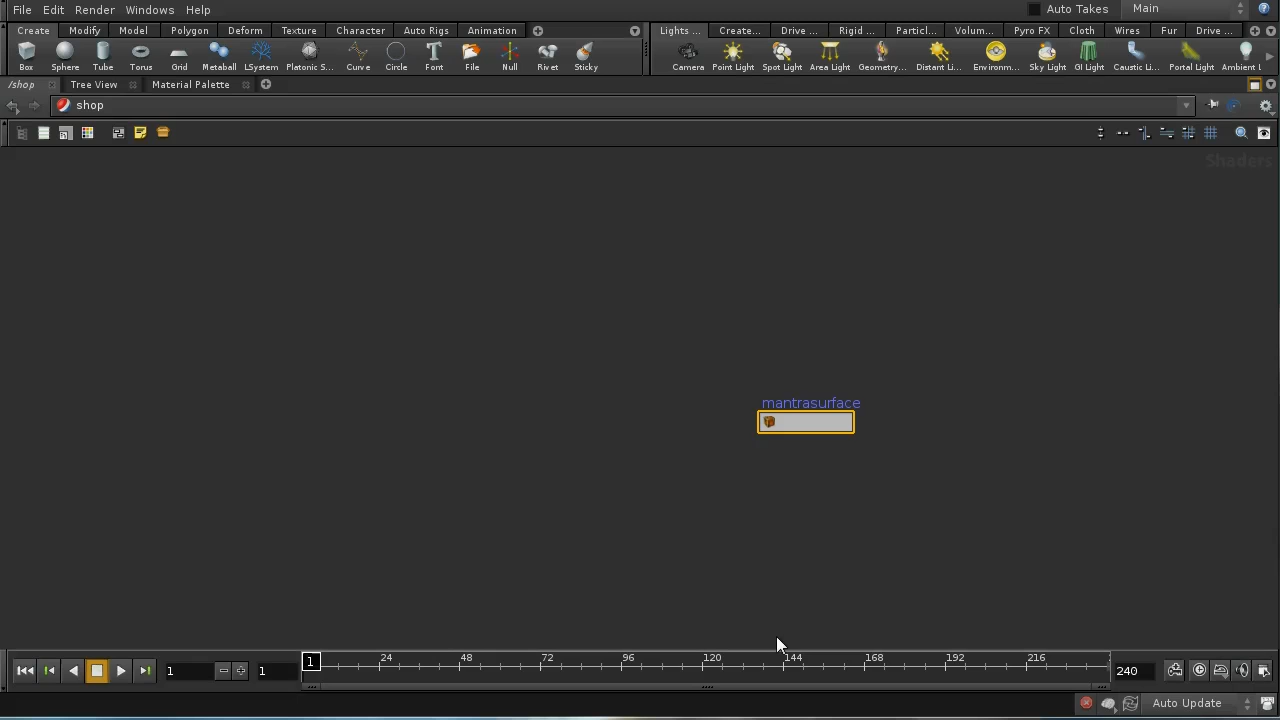 File Edit Render Windows Help Auto Takes Main
Create Modify Model Polygon Deform Texture Character Auto Rigs Animation Lights ... Create... Drive ... Rigid ... Particl... Volum... Pyro FX Cloth Wires Fur Drive ...
Box Sphere Tube Torus Grid Metaball LSystem Platonic S... Curve Circle Font File Null Rivet Sticky Camera Point Light Spot Light Area Light Geometry... Distant Li... Environm... Sky Light GI Light Caustic Li... Portal Light Ambient L
/shop Tree View Material Palette
shop
Shaders
mantrasurface
1 24 48 72 96 120 144 168 192 216
1 1 240
Auto Update